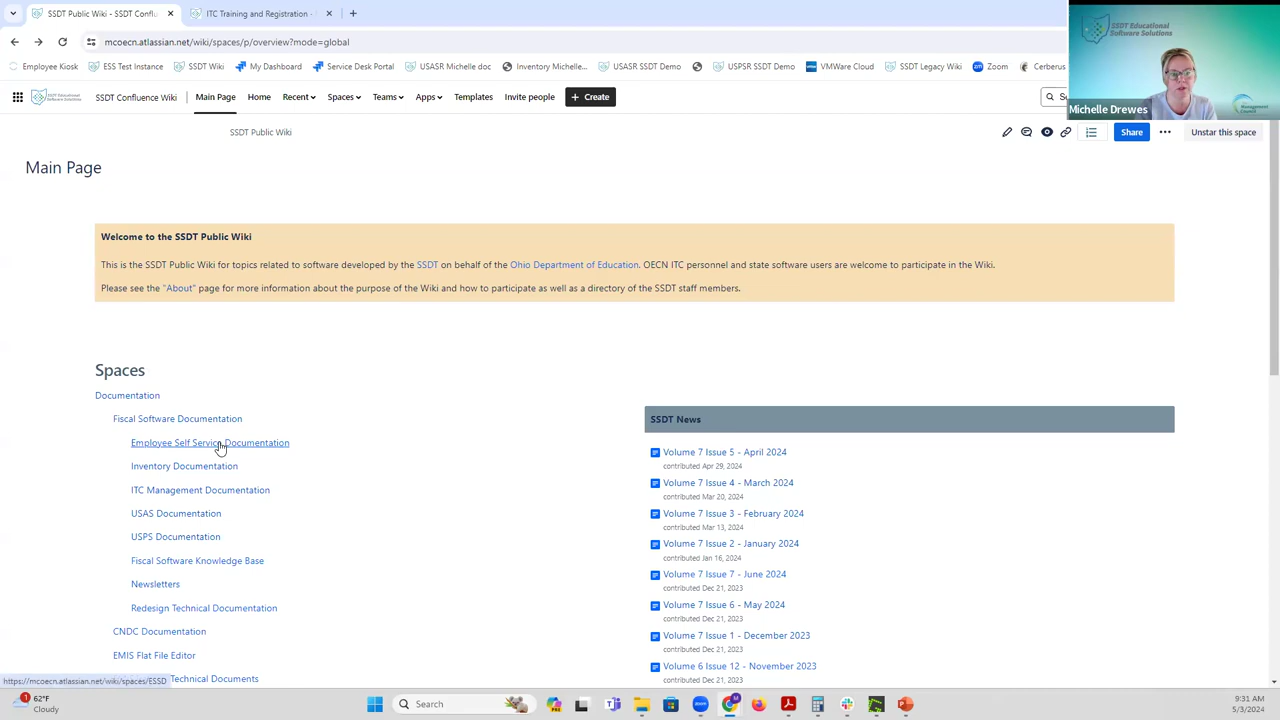 SSDT Public Wiki - SSDT Conflu
ITC Training and Registration -
mcoecn.atlassian.net/wiki/spaces/p/overview?mode=global
Employee Kiosk
ESS Test Instance
SSDT Wiki
My Dashboard
Service Desk Portal
USASR Michelle...
Inventory Michelle...
USASR SSDT Demo
USPSR SSDT Demo
VMWare Cloud
SSDT Legacy Wiki
Zoom
Cerberus
SSDT Educational
Software Solutions
Management
Council
Michelle Drewes
SSDT Educational
Software Solutions
SSDT Confluence Wiki
Main Page
Home
Recent
Spaces
Teams
Apps
Templates
Invite people
+ Create
SSDT Public Wiki
Share
Unstar this space
Main Page
Welcome to the SSDT Public Wiki
This is the SSDT Public Wiki for topics related to software developed by the SSDT on behalf of the Ohio Department of Education. OECN ITC personnel and state software users are welcome to participate in the Wiki.
Please see the "About" page for more information about the purpose of the Wiki and how to participate as well as a directory of the SSDT staff members.
Spaces
Documentation
Fiscal Software Documentation
Employee Self Service Documentation
Inventory Documentation
ITC Management Documentation
USAS Documentation
USPS Documentation
Fiscal Software Knowledge Base
Newsletters
Redesign Technical Documentation
CNDC Documentation
EMIS Flat File Editor
Technical Documents
SSDT News
Volume 7 Issue 5 - April 2024
contributed Apr 29, 2024
Volume 7 Issue 4 - March 2024
contributed Mar 20, 2024
Volume 7 Issue 3 - February 2024
contributed Mar 13, 2024
Volume 7 Issue 2 - January 2024
contributed Jan 16, 2024
Volume 7 Issue 7 - June 2024
contributed Dec 21, 2023
Volume 7 Issue 6 - May 2024
contributed Dec 21, 2023
Volume 7 Issue 1 - December 2023
contributed Dec 21, 2023
Volume 6 Issue 12 - November 2023
contributed Dec 21, 2023
https://mcoecn.atlassian.net/wiki/spaces/ESSD
1
62°F
Cloudy
Search
9:31 AM
5/3/2024